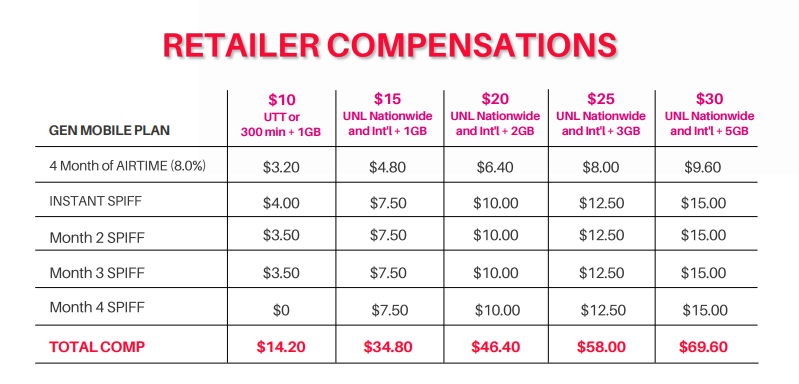 RETAILER COMPENSATIONS
GEN MOBILE PLAN
$10
UTT or
300 min + 1GB
$15
UNL Nationwide
and Int'l + 1GB
$20
UNL Nationwide
and Int'l + 2GB
$25
UNL Nationwide
and Int'l + 3GB
$30
UNL Nationwide
and Int'l + 5GB
4 Month of AIRTIME (8.0%) $3.20 $4.80 $6.40 $8.00 $9.60
INSTANT SPIFF $4.00 $7.50 $10.00 $12.50 $15.00
Month 2 SPIFF $3.50 $7.50 $10.00 $12.50 $15.00
Month 3 SPIFF $3.50 $7.50 $10.00 $12.50 $15.00
Month 4 SPIFF $0 $7.50 $10.00 $12.50 $15.00
TOTAL COMP $14.20 $34.80 $46.40 $58.00 $69.60